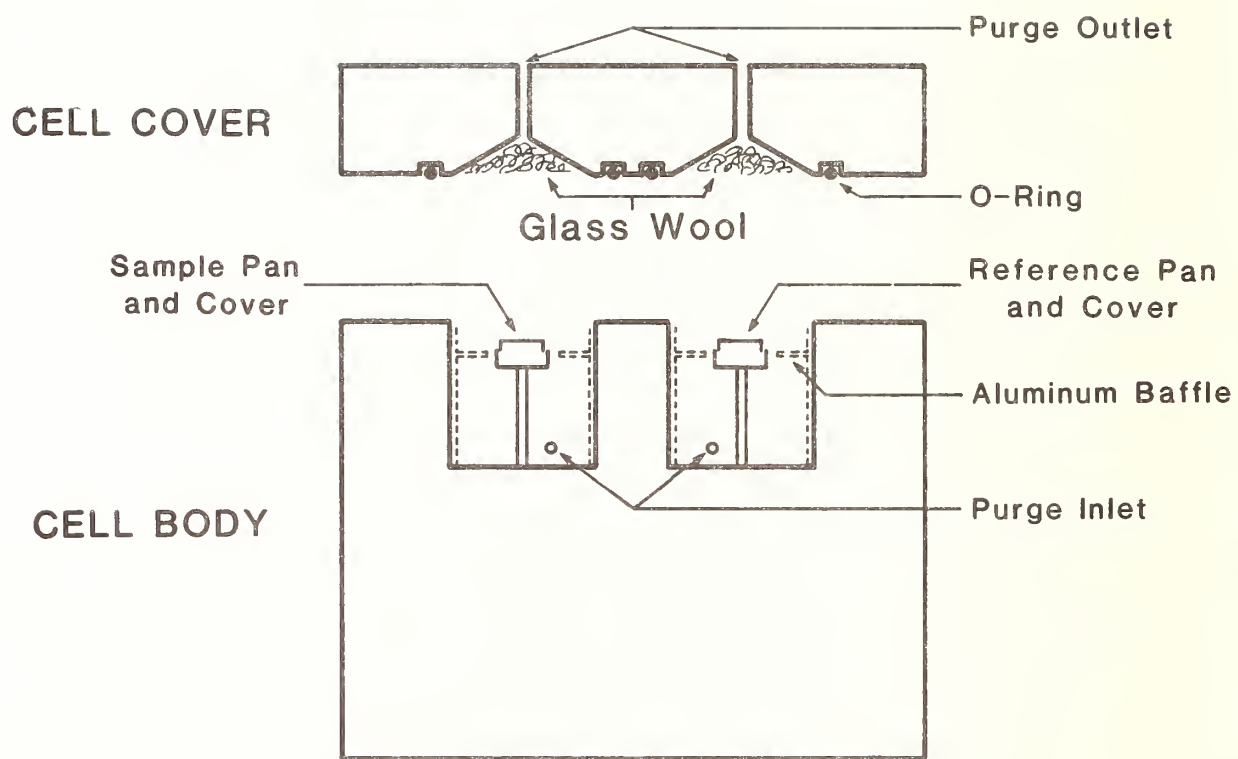 Purge Outlet
CELL COVER
O-Ring
Glass Wool
Sample Pan
and Cover
Reference Pan
and Cover
Aluminum Baffle
Purge Inlet
CELL BODY